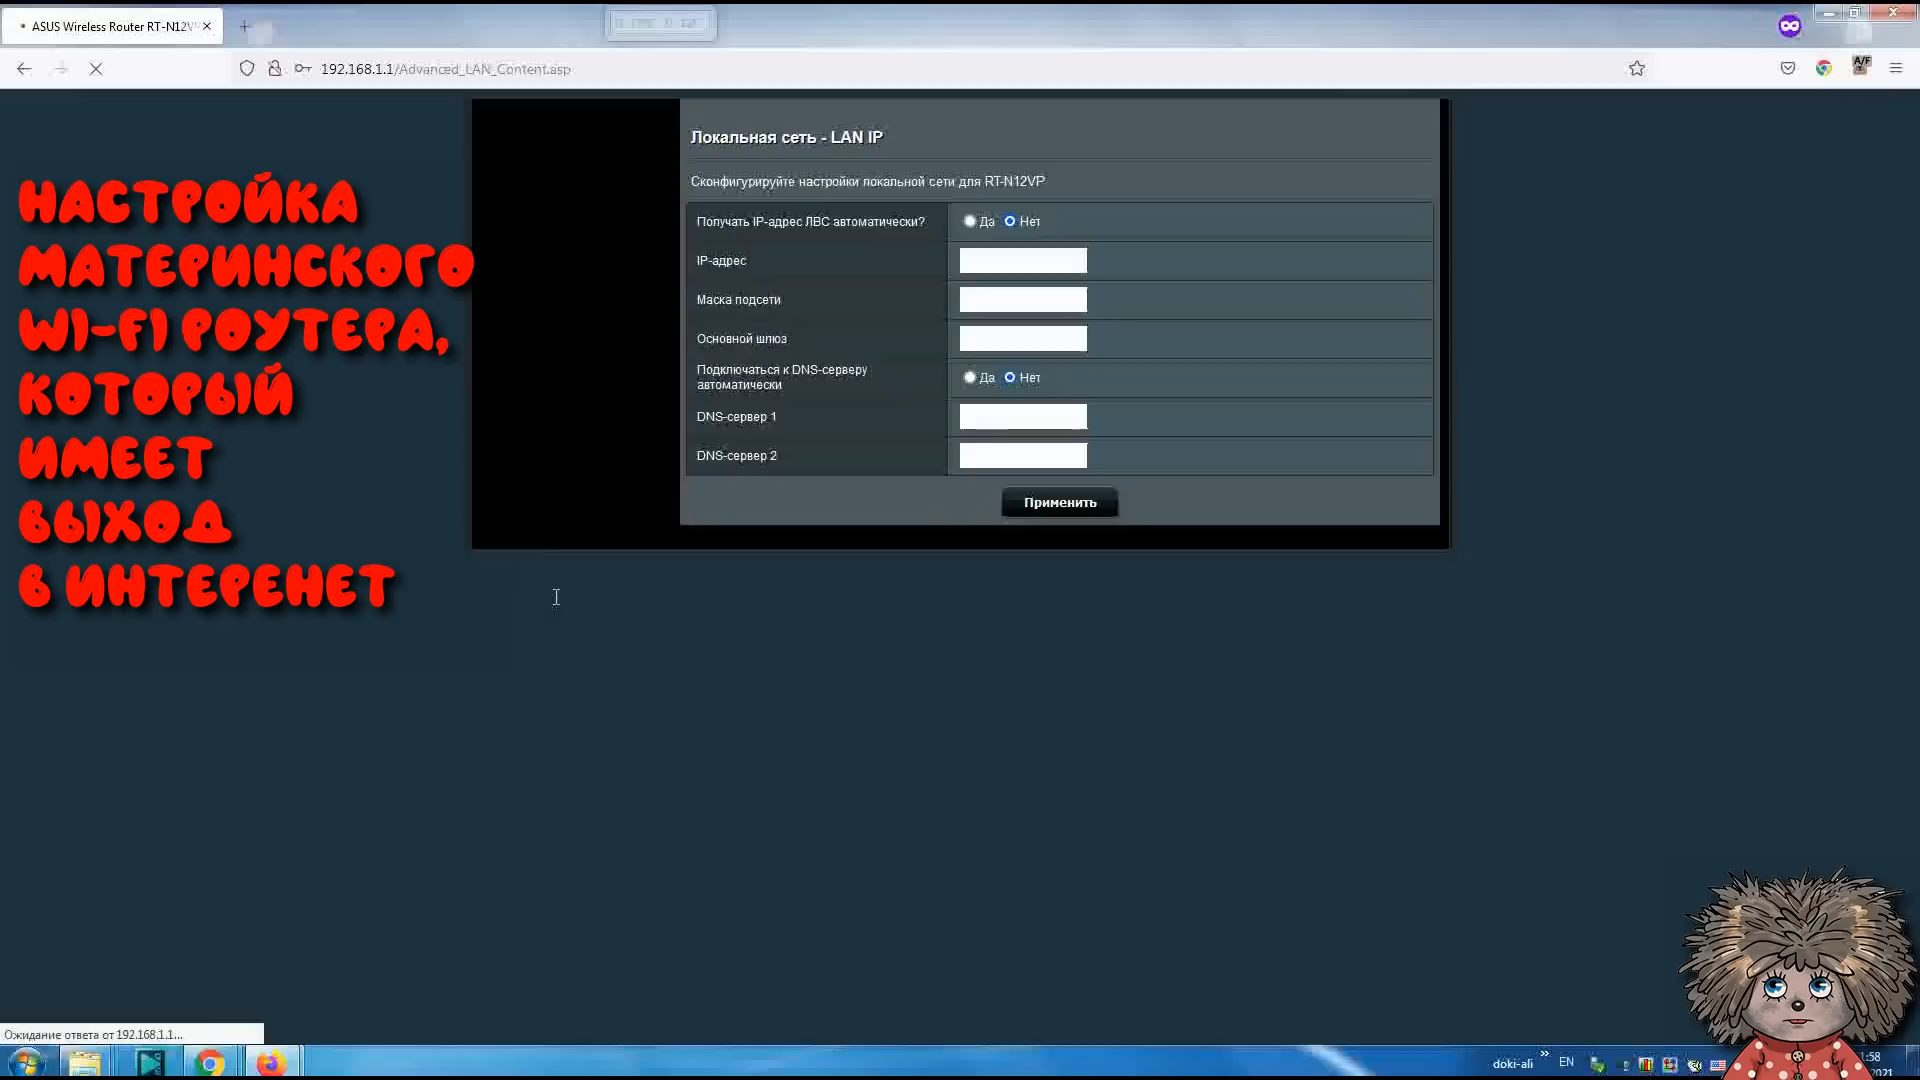 ASUS Wireless Router RT-N12V
192.168.1.1/Advanced_LAN_Content.asp
A/F
Локальная сеть - LAN IP
Сконфигурируйте настройки локальной сети для RT-N12VP
Получать IP-адрес ЛВС автоматически?
Да Нет
IP-адрес
Маска подсети
Основной шлюз
Подключаться к DNS-серверу
автоматически
Да Нет
DNS-сервер 1
DNS-сервер 2
Применить
НАСТРОЙКА
МАТЕРИНСКОГО
WI-FI РОУТЕРА,
КОТОРЫЙ
ИМЕЕТ
ВЫХОД
В ИНТЕРЕНЕТ
Ожидание ответа от 192.168.1.1...
doki-ali
EN
:58
2021